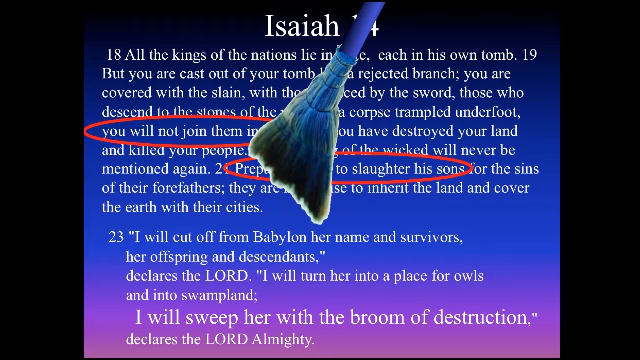 Isaiah 4
18 All the kings of the nations lie in each in his own tomb. 19
But you are cast out of your tomb a rejected branch; you are
covered with the slain, with tho ced by the sword, those who
descend to the stones of the a corpse trampled underfoot,
you will not join them in you have destroyed your land
and killed your people. of the wicked will never be
mentioned again. 21 Prepa to slaughter his sons for the sins
of their forefathers; they are se to inherit the land and cover
the earth with their cities.
23 "I will cut off from Babylon her name and survivors,
her offspring and descendants,"
declares the LORD. "I will turn her into a place for owls
and into swampland;
I will sweep her with the broom of destruction,"
declares the LORD Almighty.